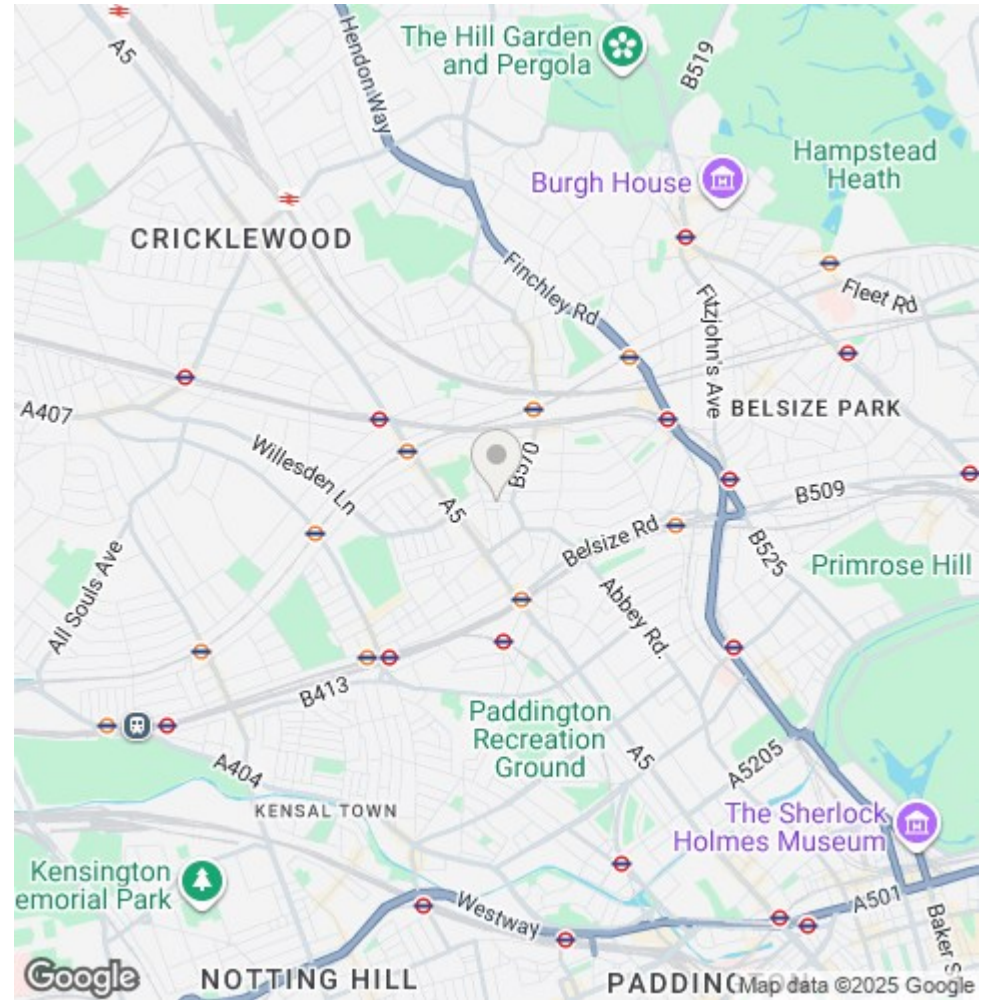 A5
Hendon Way
The Hill Garden
and Pergola
B519
Hampstead
Heath
Burgh House
CRICKLEWOOD
Finchley Rd
Fitzjohn's Ave
Fleet Rd
A407
BELSIZE PARK
Willesden Ln
B570
A5
B509
Belsize Rd
B525
Primrose Hill
All Souls Ave
Abbey Rd.
B413
Paddington
Recreation
Ground
A5
A5205
A404
KENSAL TOWN
The Sherlock
Holmes Museum
Kensington
emorial Park
Westway
A501
Baker S
Google
NOTTING HILL
PADDINGTON
Map data ©2025 Google